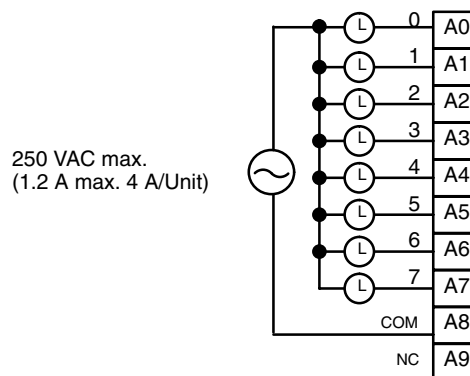 L 0 A0
L 1 A1
L 2 A2
L 3 A3
250 VAC max.
(1.2 A max. 4 A/Unit)
L 4 A4
L 5 A5
L 6 A6
L 7 A7
COM A8
NC A9